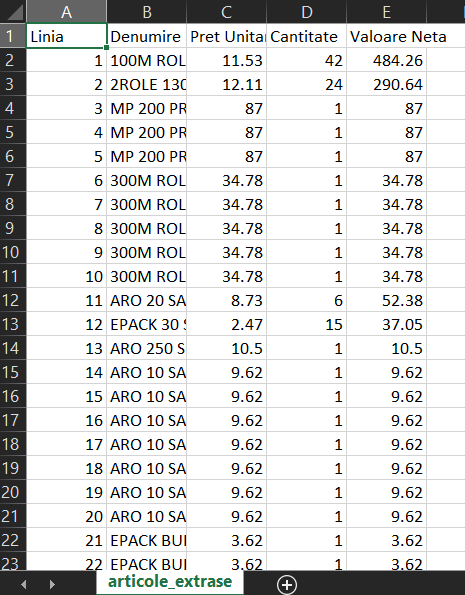 A B C D E
1 Linia Denumire Pret Unitar Cantitate Valoare Neta
2 1 100M ROL 11.53 42 484.26
3 2 2ROLE 130 12.11 24 290.64
4 3 MP 200 PR 87 1 87
5 4 MP 200 PR 87 1 87
6 5 MP 200 PR 87 1 87
7 6 300M ROL 34.78 1 34.78
8 7 300M ROL 34.78 1 34.78
9 8 300M ROL 34.78 1 34.78
10 9 300M ROL 34.78 1 34.78
11 10 300M ROL 34.78 1 34.78
12 11 ARO 20 SA 8.73 6 52.38
13 12 EPACK 30 2.47 15 37.05
14 13 ARO 250 S 10.5 1 10.5
15 14 ARO 10 SA 9.62 1 9.62
16 15 ARO 10 SA 9.62 1 9.62
17 16 ARO 10 SA 9.62 1 9.62
18 17 ARO 10 SA 9.62 1 9.62
19 18 ARO 10 SA 9.62 1 9.62
20 19 ARO 10 SA 9.62 1 9.62
21 20 ARO 10 SA 9.62 1 9.62
22 21 EPACK BUI 3.62 1 3.62
23 22 EPACK BUI 3.62 1 3.62
articole_extrase